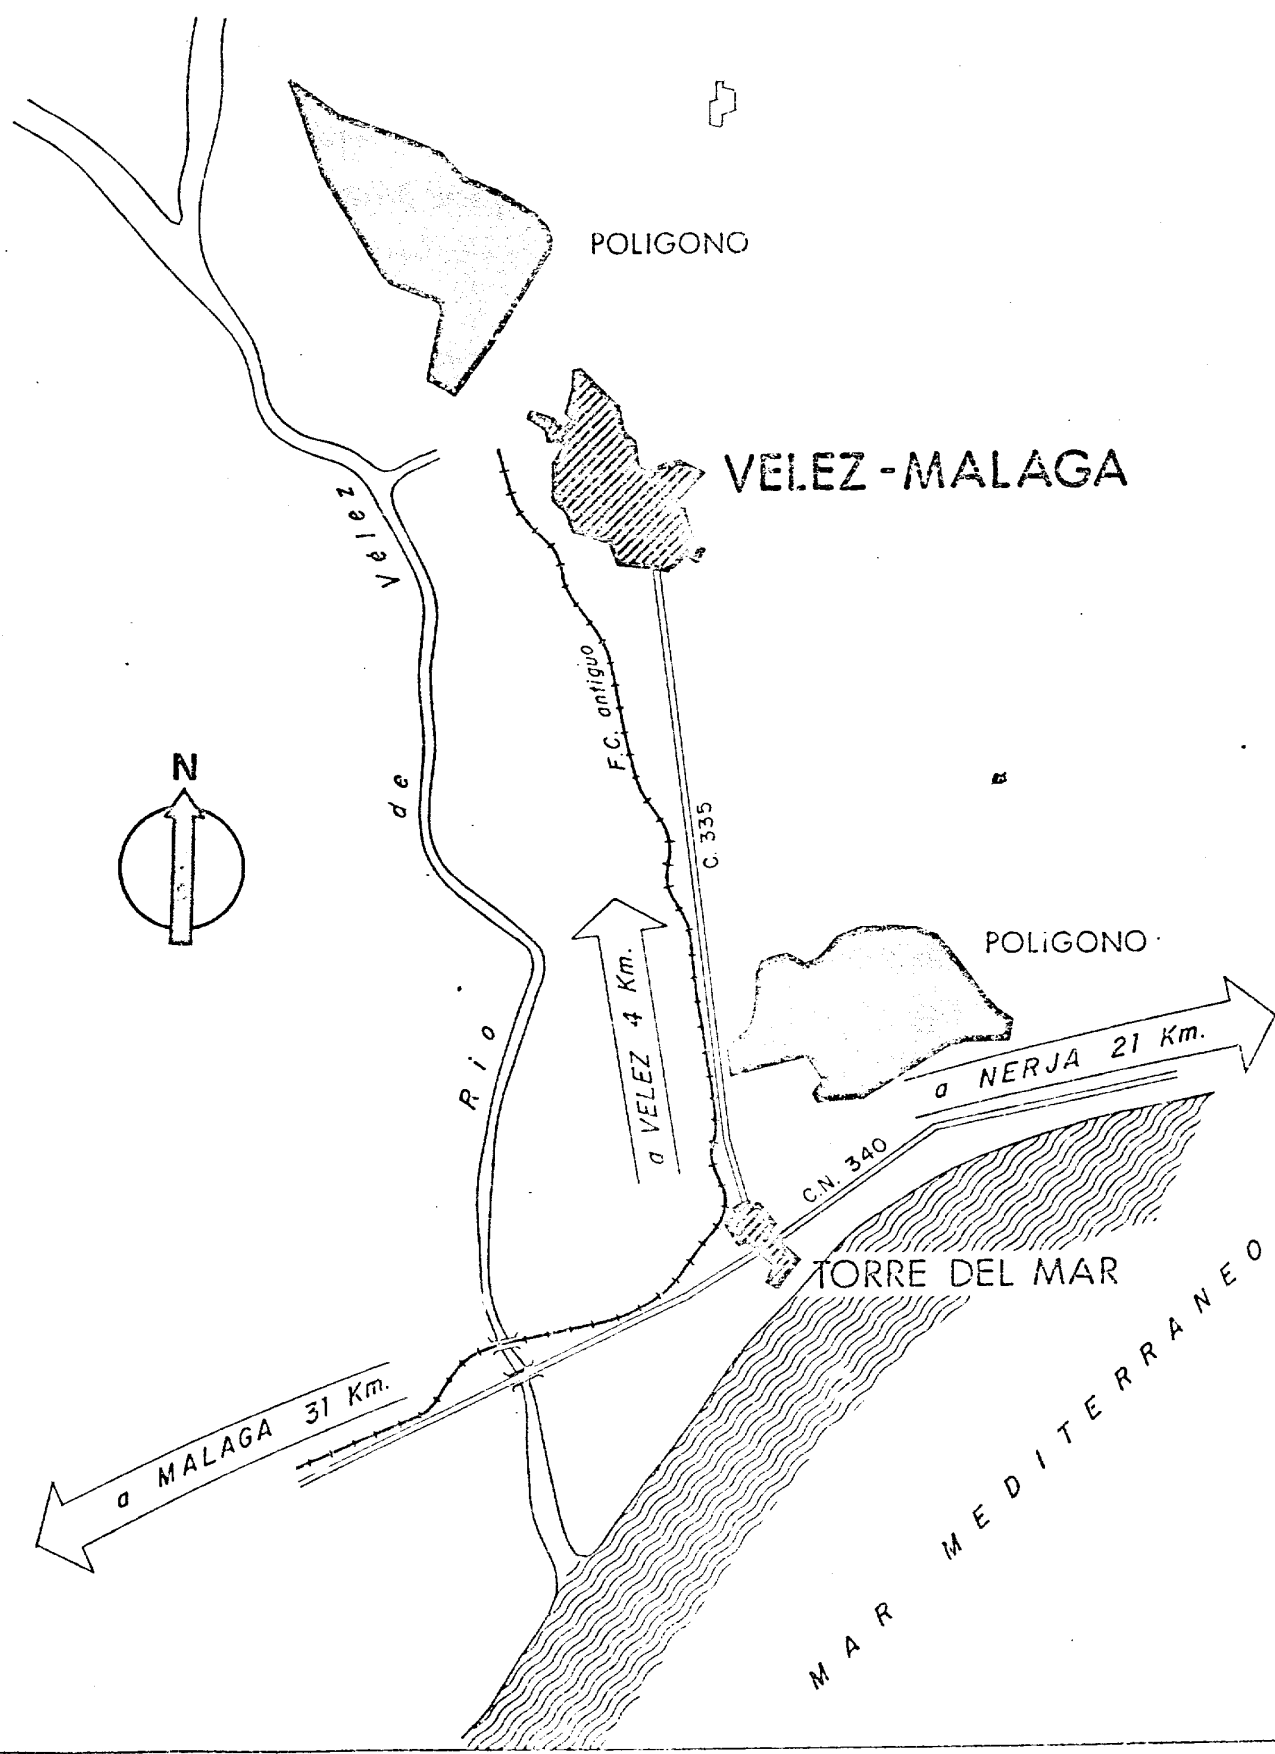 POLIGONO
VELEZ-MALAGA
Rio de Vélez
F.C. antiguo
N
C. 335
POLIGONO
a VELEZ 4 Km.
a NERJA 21 Km.
C.N. 340
TORRE DEL MAR
a MALAGA 31 Km.
MAR MEDITERRANEO